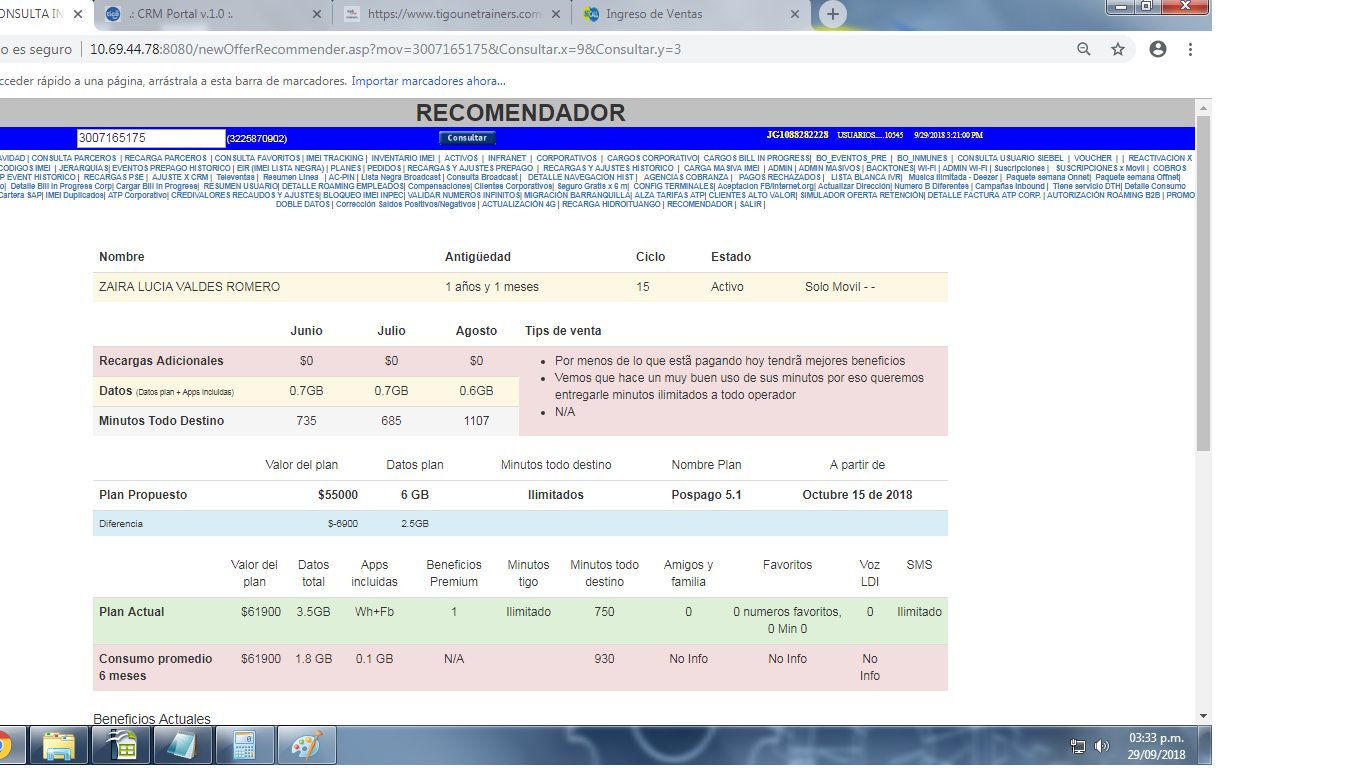 ONSULTA IN
.: CRM Portal v.1.0 :.
https://www.tigounetrainers.com
Ingreso de Ventas
o es seguro | 10.69.44.78:8080/newOfferRecommender.asp?mov=3007165175&Consultar.x=9&Consultar.y=3
cceder rápido a una página, arrástrala a esta barra de marcadores. Importar marcadores ahora...
RECOMENDADOR
3007165175 (3225870902) Consultar JG1088282228 USUARIOS.....10545 9/29/2018 3:21:00 PM
AVIDAD | CONSULTA PARCEROS | RECARGA PARCEROS | CONSULTA FAVORITOS | IMEI TRACKING | INVENTARIO IMEI | ACTIVOS | INFRANET | CORPORATIVOS | CARGOS CORPORATIVO| CARGOS BILL IN PROGRESS| BO_EVENTOS_PRE | BO_INMUNES | CONSULTA USUARIO SIEBEL | VOUCHER | | REACTIVACION X
CODIGOS IMEI | JERARQUIAS| EVENTOS PREPAGO HISTORICO | EIR (IMEI LISTA NEGRA) | PLANES | PEDIDOS | RECARGAS Y AJUSTES PREPAGO | RECARGAS Y AJUSTES HISTORICO | CARGA MASIVA IMEI | ADMIN | ADMIN MASIVOS | BACKTONES| WI-FI | ADMIN WI-FI | Suscripciones | SUSCRIPCIONES x Movil | COBROS
P EVENT HISTORICO | RECARGAS PSE | AJUSTE X CRM | Televentas | Resumen Linea | AC-PIN | Lista Negra Broadcast | Consulta Broadcast | DETALLE NAVEGACION HIST | AGENCIAS COBRANZA | PAGOS RECHAZADOS | LISTA BLANCA IVR| Música Ilimitada - Deezer | Paquete semana Onnet| Paquete semana Offnet|
o| Detalle Bill in Progress Corp| Cargar Bill in Progress| RESUMEN USUARIO| DETALLE ROAMING EMPLEADOS| Compensaciones| Clientes Corporativos| Seguro Gratis x 6 m| CONFIG TERMINALES| Aceptacion FB/Internet.org| Actualizar Dirección| Numero B Diferentes | Campañas Inbound | Tiene servicio DTH| Detalle Consumo
Cartera SAP| IMEI Duplicados| ATP Corporativo| CREDIVALORES RECAUDOS Y AJUSTES| BLOQUEO IMEI INPEC| VALIDAR NUMEROS INFINITOS| MIGRACIÓN BARRANQUILLA| ALZA TARIFAS ATP| CLIENTES ALTO VALOR| SIMULADOR OFERTA RETENCIÓN| DETALLE FACTURA ATP CORP. | AUTORIZACIÓN ROAMING B2B | PROMO
DOBLE DATOS | Corrección Saldos Positivos/Negativos | ACTUALIZACIÓN 4G | RECARGA HIDROITUANGO | RECOMENDADOR | SALIR |
Nombre Antigüedad Ciclo Estado
ZAIRA LUCIA VALDES ROMERO 1 años y 1 meses 15 Activo Solo Movil - -
Junio Julio Agosto Tips de venta
Recargas Adicionales $0 $0 $0
Datos (Datos plan + Apps incluidas) 0.7GB 0.7GB 0.6GB
Minutos Todo Destino 735 685 1107
• Por menos de lo que estã pagando hoy tendrã mejores beneficios
• Vemos que hace un muy buen uso de sus minutos por eso queremos
entregarle minutos ilimitados a todo operador
• N/A
Valor del plan Datos plan Minutos todo destino Nombre Plan A partir de
Plan Propuesto $55000 6 GB Ilimitados Pospago 5.1 Octubre 15 de 2018
Diferencia $-6900 2.5GB
Valor del Datos Apps Beneficios Minutos Minutos todo Amigos y Favoritos Voz SMS
plan total incluidas Premium tigo destino familia LDI
Plan Actual $61900 3.5GB Wh+Fb 1 Ilimitado 750 0 0 numeros favoritos, 0 Ilimitado
0 Min 0
Consumo promedio $61900 1.8 GB 0.1 GB N/A 930 No Info No Info No
6 meses Info
Beneficios Actuales
03:33 p.m.
29/09/2018